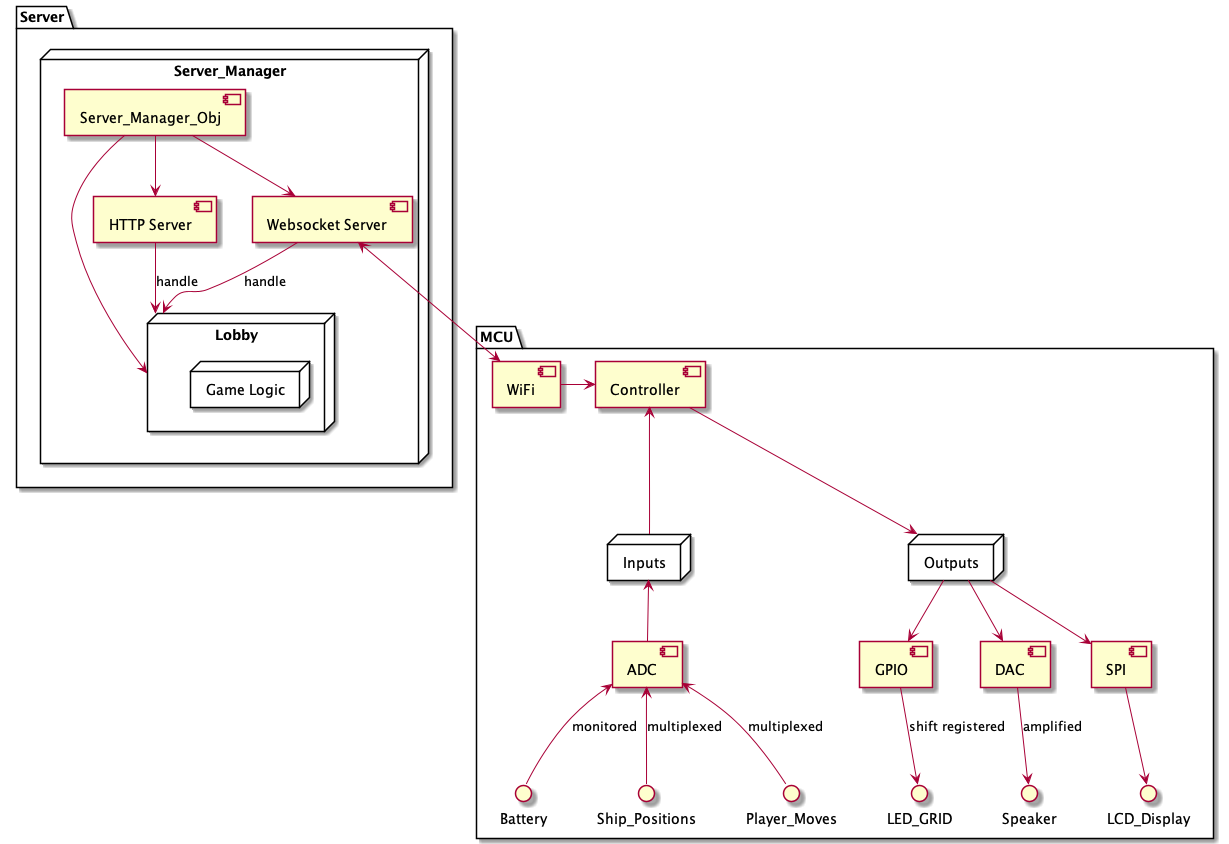 Server
Server_Manager
Server_Manager_Obj
HTTP Server
Websocket Server
handle
handle
Lobby
Game Logic
MCU
WiFi
Controller
Inputs
Outputs
ADC
GPIO
DAC
SPI
monitored
multiplexed
multiplexed
shift registered
amplified
Battery
Ship_Positions
Player_Moves
LED_GRID
Speaker
LCD_Display